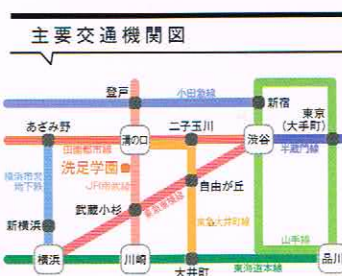 主要交通機関図
登戸
小田急線
新宿
東京
(大手町)
あざみ野
溝の口
二子玉川
渋谷
半蔵門線
田園都市線
洗足学園
横浜市営
地下鉄
JR南武線
自由が丘
武蔵小杉
東急東横線
東急大井町線
新横浜
山手線
横浜
川崎
大井町
東海道本線
品川